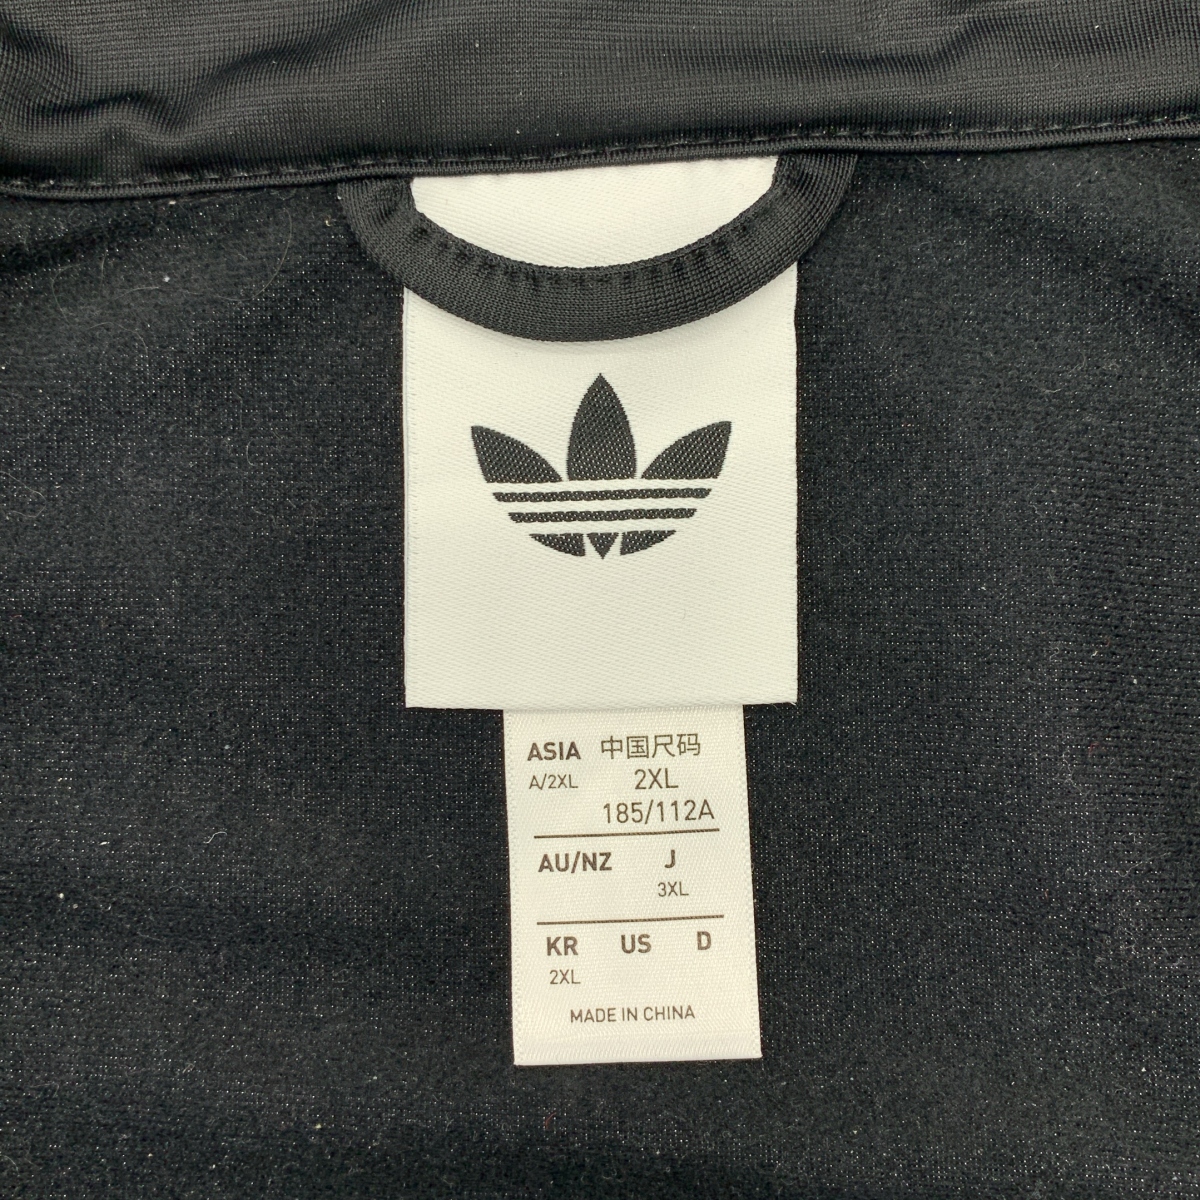 ASIA 中国尺码
A/2XL 2XL
185/112A
AU/NZ J
3XL
KR US D
2XL
MADE IN CHINA